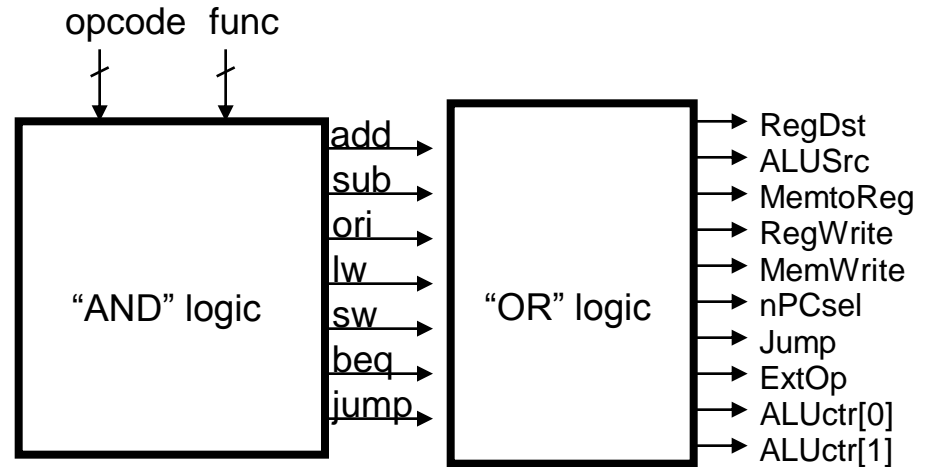 opcode func
add
sub
ori
lw
sw
beq
jump
“AND” logic
“OR” logic
RegDst
ALUSrc
MemtoReg
RegWrite
MemWrite
nPCsel
Jump
ExtOp
ALUctr[0]
ALUctr[1]